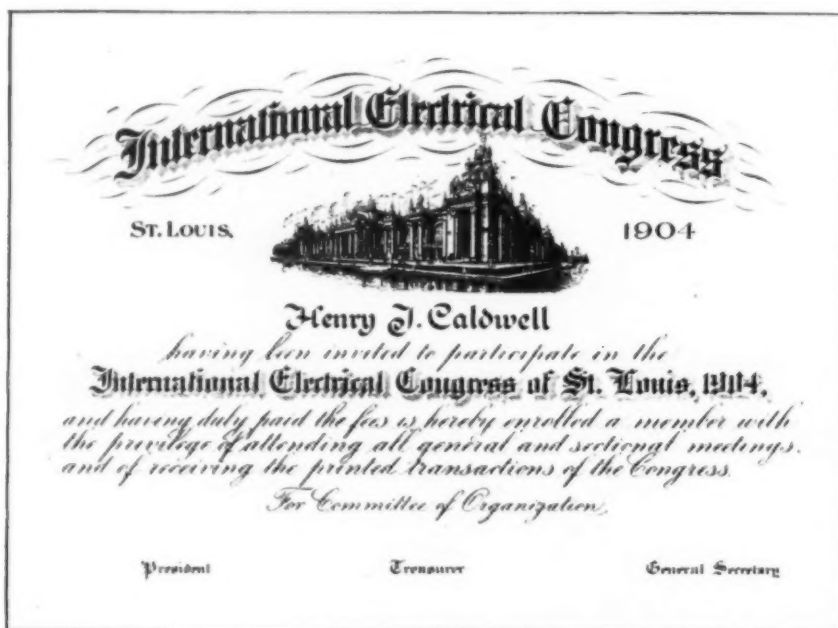 International Electrical Congress
St. Louis, 1904
Henry J. Caldwell
having been invited to participate in the
International Electrical Congress of St. Louis, 1904,
and having duly paid the fees is hereby enrolled a member with
the privilege of attending all general and sectional meetings,
and of receiving the printed transactions of the Congress.
For Committee of Organization,
President Treasurer General Secretary